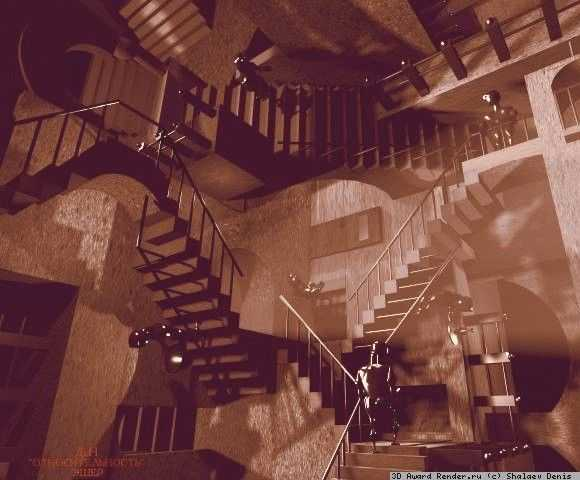 "ОТНОСИТЕЛЬНОСТЬ"
ЭШЕР
3D Award Render.ru (c) Shalaev Denis